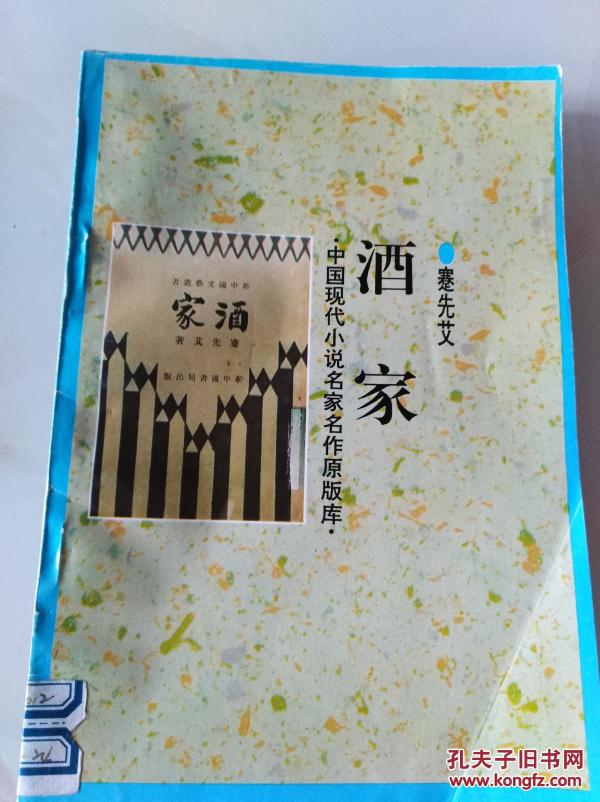 蹇先艾
酒家
·中国现代小说名家名作原版库·
新中國文藝叢書
酒家
蹇先艾著
新中國書局出版
孔夫子旧书网
www.kongfz.com